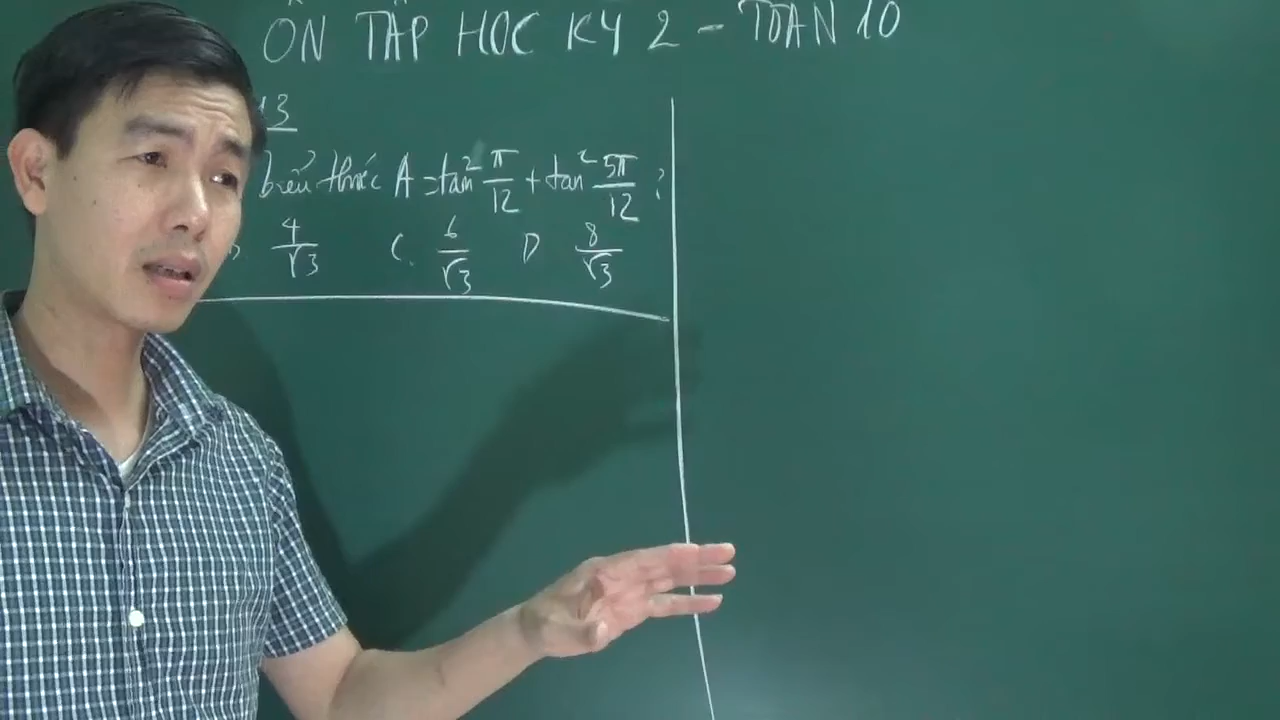 ÔN TẬP HỌC KỲ 2 - TOÁN 10
13
biểu thức A = tan² π/12 + tan² 5π/12 ?
4/√3 C. 6/√3 D 8/√3